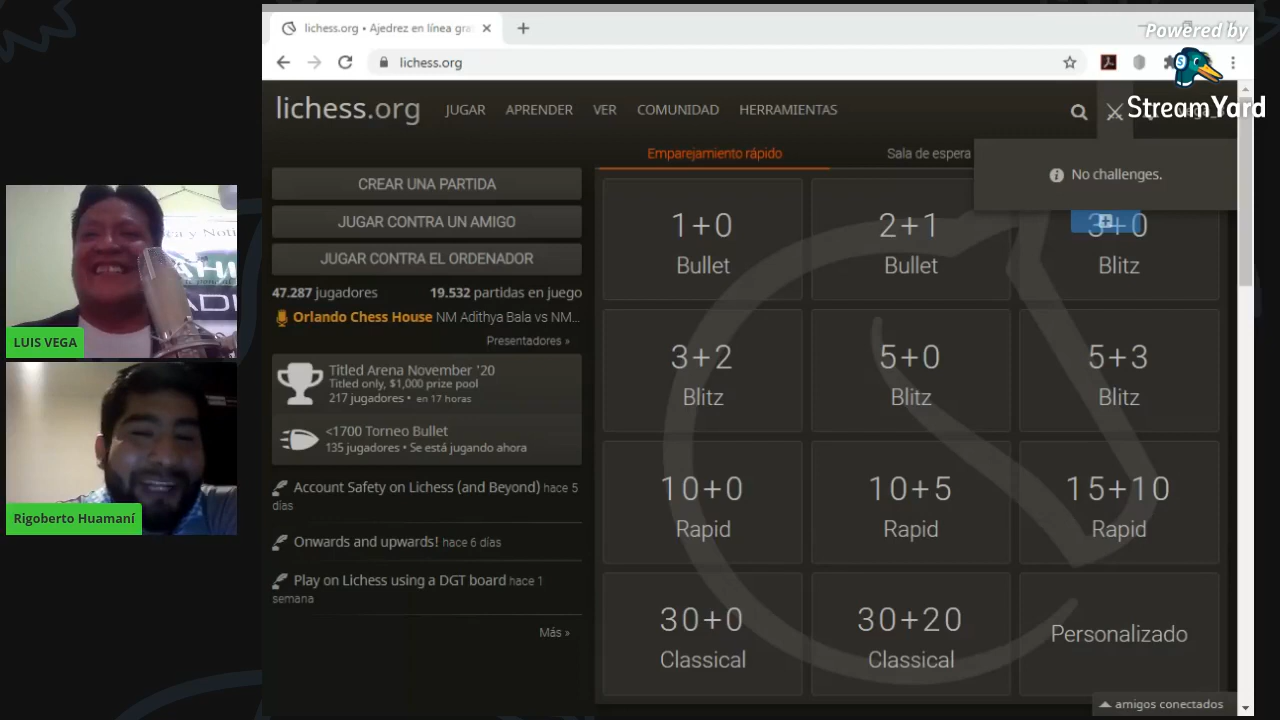 lichess.org • Ajedrez en línea gra
Powered by
lichess.org
StreamYard
lichess.org
JUGAR
APRENDER
VER
COMUNIDAD
HERRAMIENTAS
Emparejamiento rápido
Sala de espera
No challenges.
CREAR UNA PARTIDA
JUGAR CONTRA UN AMIGO
JUGAR CONTRA EL ORDENADOR
47.287 jugadores
19.532 partidas en juego
Orlando Chess House NM Adithya Bala vs NM...
Presentadores »
Titled Arena November '20
Titled only, $1,000 prize pool
217 jugadores • en 17 horas
<1700 Torneo Bullet
135 jugadores • Se está jugando ahora
Account Safety on Lichess (and Beyond) hace 5
días
Onwards and upwards! hace 6 días
Play on Lichess using a DGT board hace 1
semana
Más »
1+0
Bullet
2+1
Bullet
3+0
Blitz
3+2
Blitz
5+0
Blitz
5+3
Blitz
10+0
Rapid
10+5
Rapid
15+10
Rapid
30+0
Classical
30+20
Classical
Personalizado
amigos conectados
LUIS VEGA
Rigoberto Huamaní